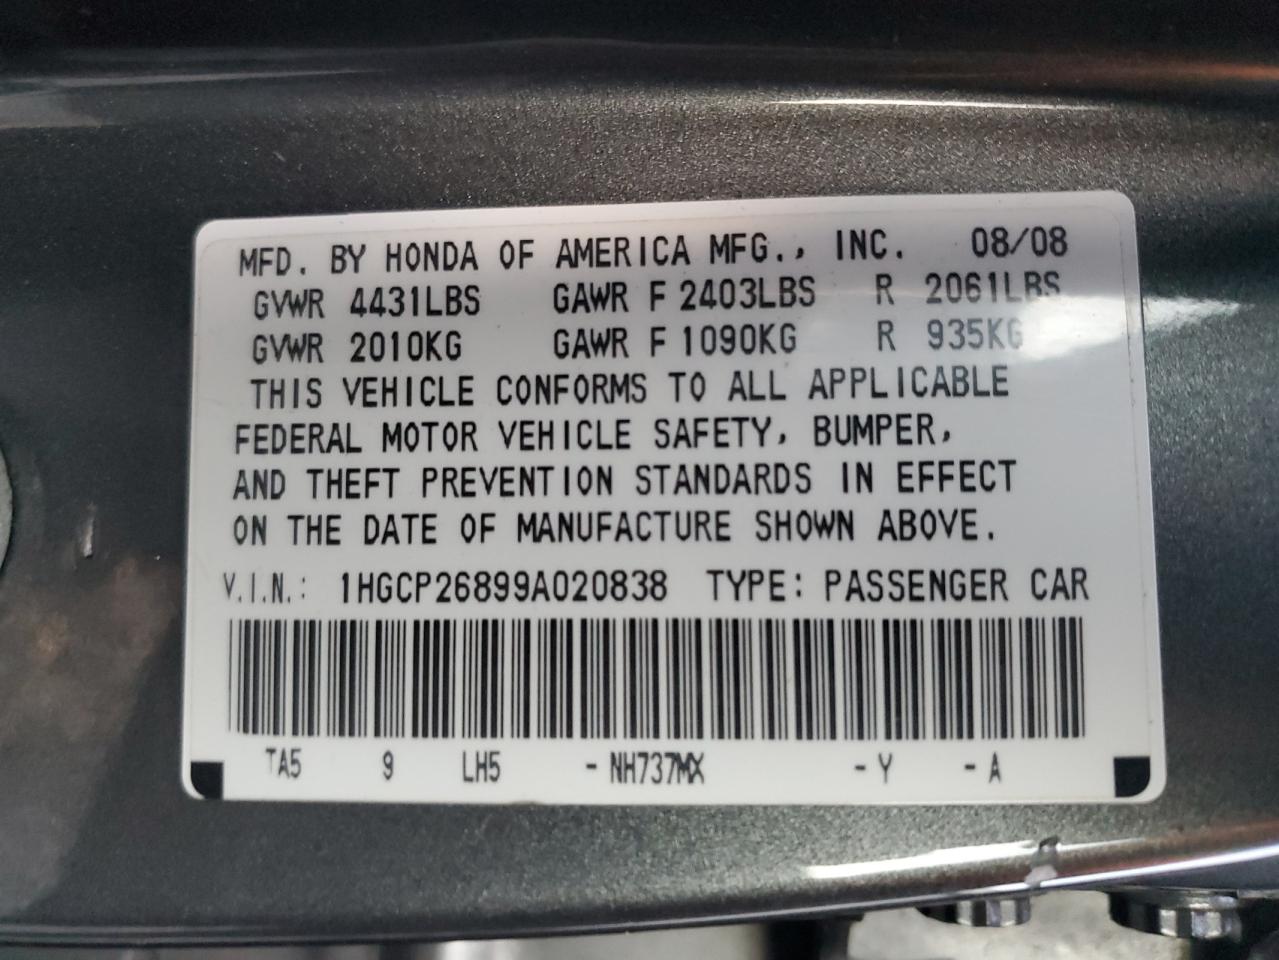 MFD. BY HONDA OF AMERICA MFG., INC. 08/08
GVWR 4431LBS GAWR F 2403LBS R 2061LBS
GVWR 2010KG GAWR F 1090KG R 935KG
THIS VEHICLE CONFORMS TO ALL APPLICABLE
FEDERAL MOTOR VEHICLE SAFETY, BUMPER,
AND THEFT PREVENTION STANDARDS IN EFFECT
ON THE DATE OF MANUFACTURE SHOWN ABOVE.
V.I.N.: 1HGCP26899A020838 TYPE: PASSENGER CAR
TA5 9 LH5 - NH737MX - Y - A